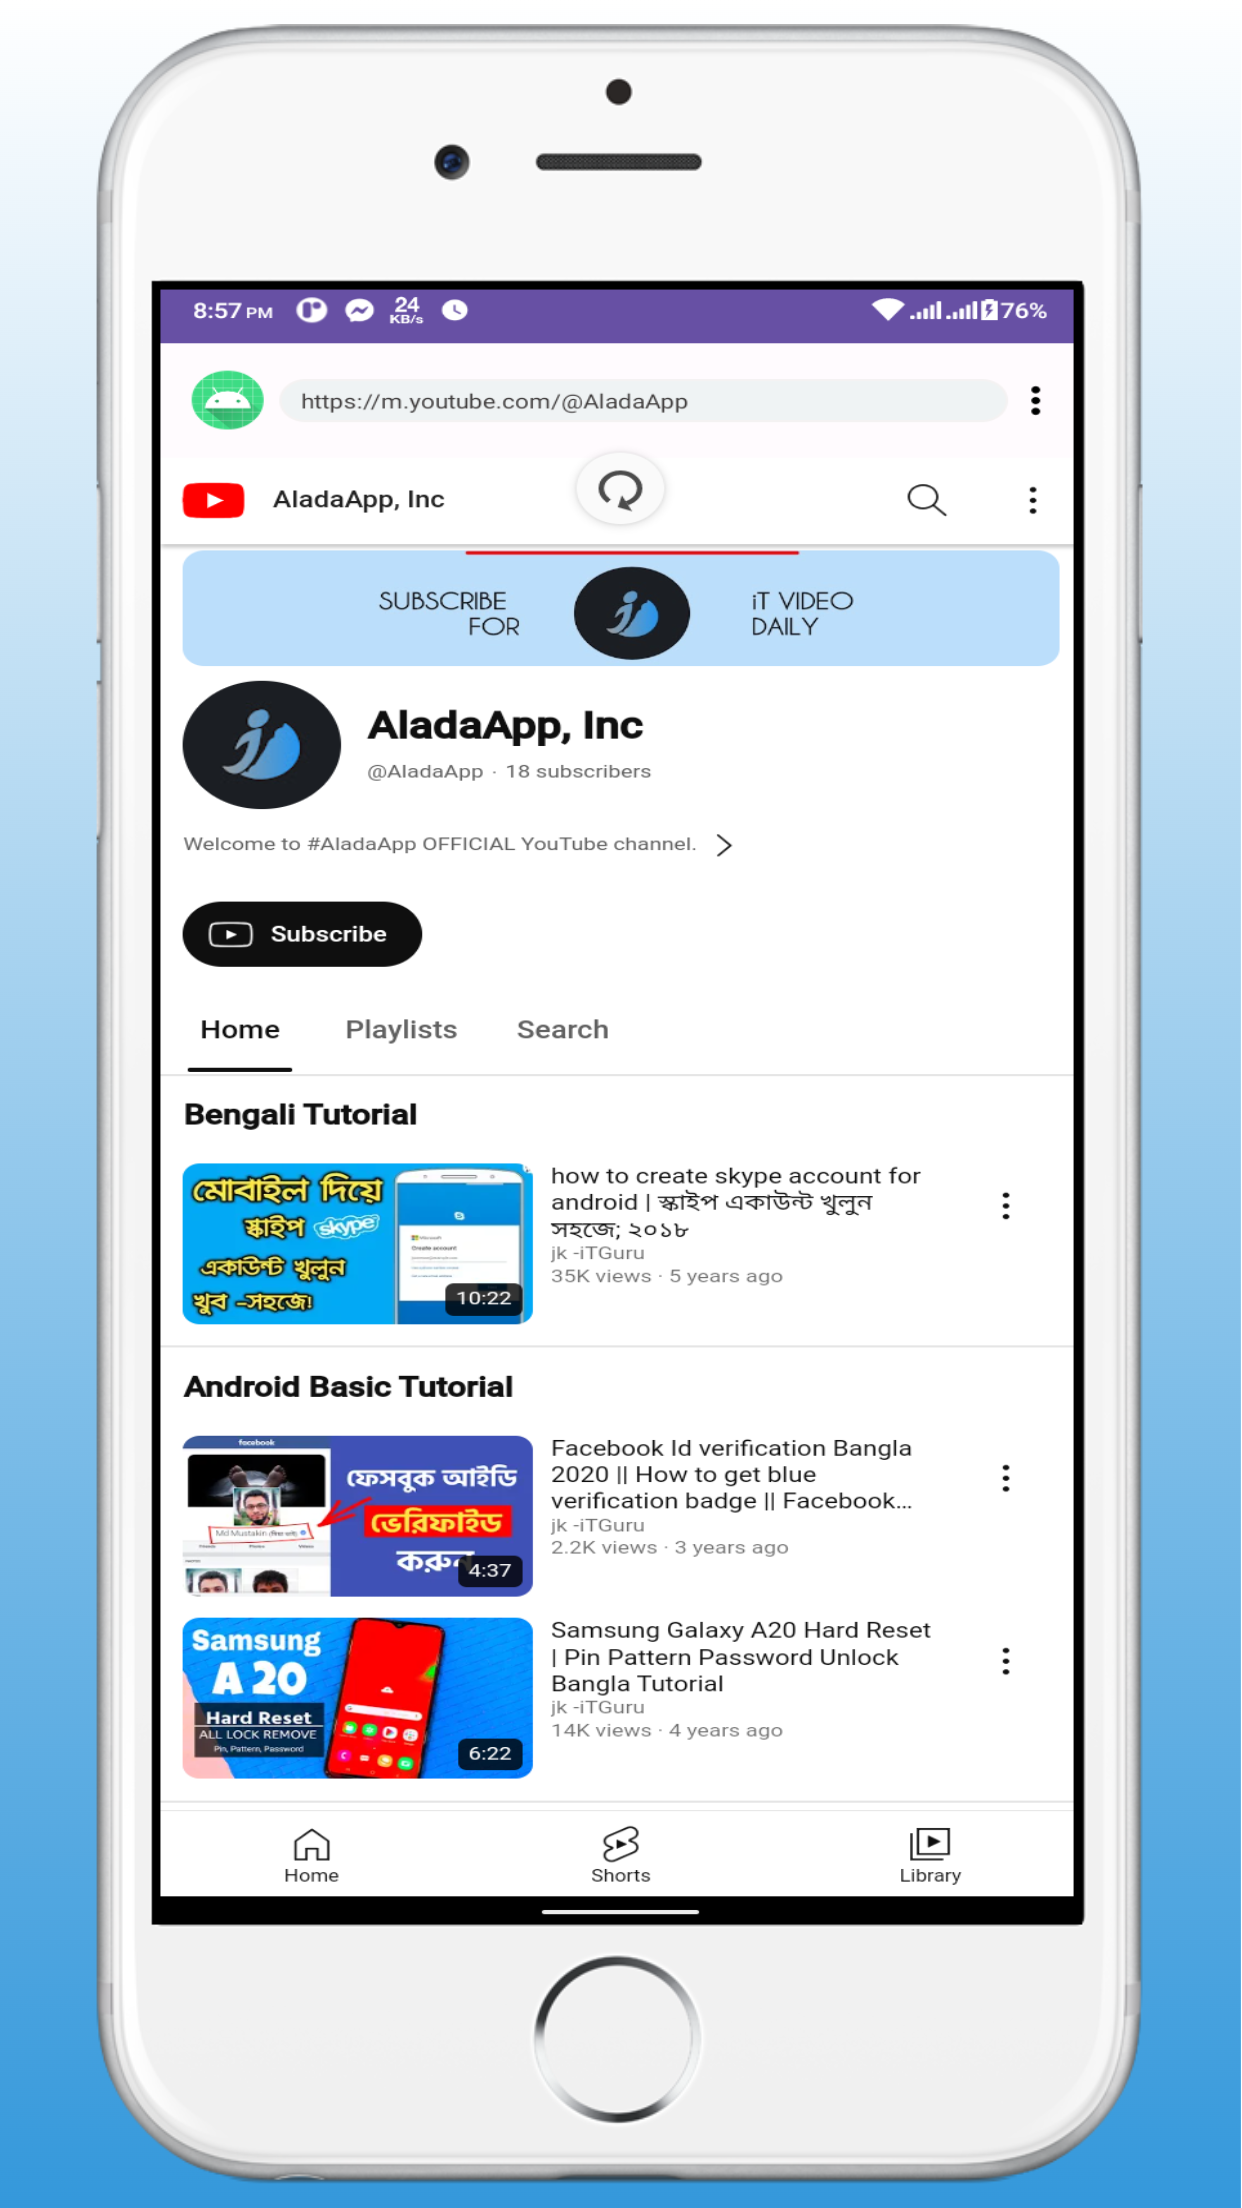 8:57 PM 24 KB/s 76%
https://m.youtube.com/@AladaApp
AladaApp, Inc
SUBSCRIBE FOR
iT VIDEO DAILY
AladaApp, Inc
@AladaApp · 18 subscribers
Welcome to #AladaApp OFFICIAL YouTube channel.
Subscribe
Home Playlists Search
Bengali Tutorial
মোবাইল দিয়ে
স্কাইপ skype
একাউন্ট খুলুন
খুব -সহজে!
Microsoft
Create account
10:22
how to create skype account for
android | স্কাইপ একাউন্ট খুলুন
সহজে; ২০১৮
jk -iTGuru
35K views · 5 years ago
Android Basic Tutorial
facebook
Md Mustakin
ফেসবুক আইডি
ভেরিফাইড
করুন
4:37
Facebook Id verification Bangla
2020 || How to get blue
verification badge || Facebook...
jk -iTGuru
2.2K views · 3 years ago
Samsung
A 20
Hard Reset
ALL LOCK REMOVE
Pin, Pattern, Password
6:22
Samsung Galaxy A20 Hard Reset
| Pin Pattern Password Unlock
Bangla Tutorial
jk -iTGuru
14K views · 4 years ago
Home Shorts Library